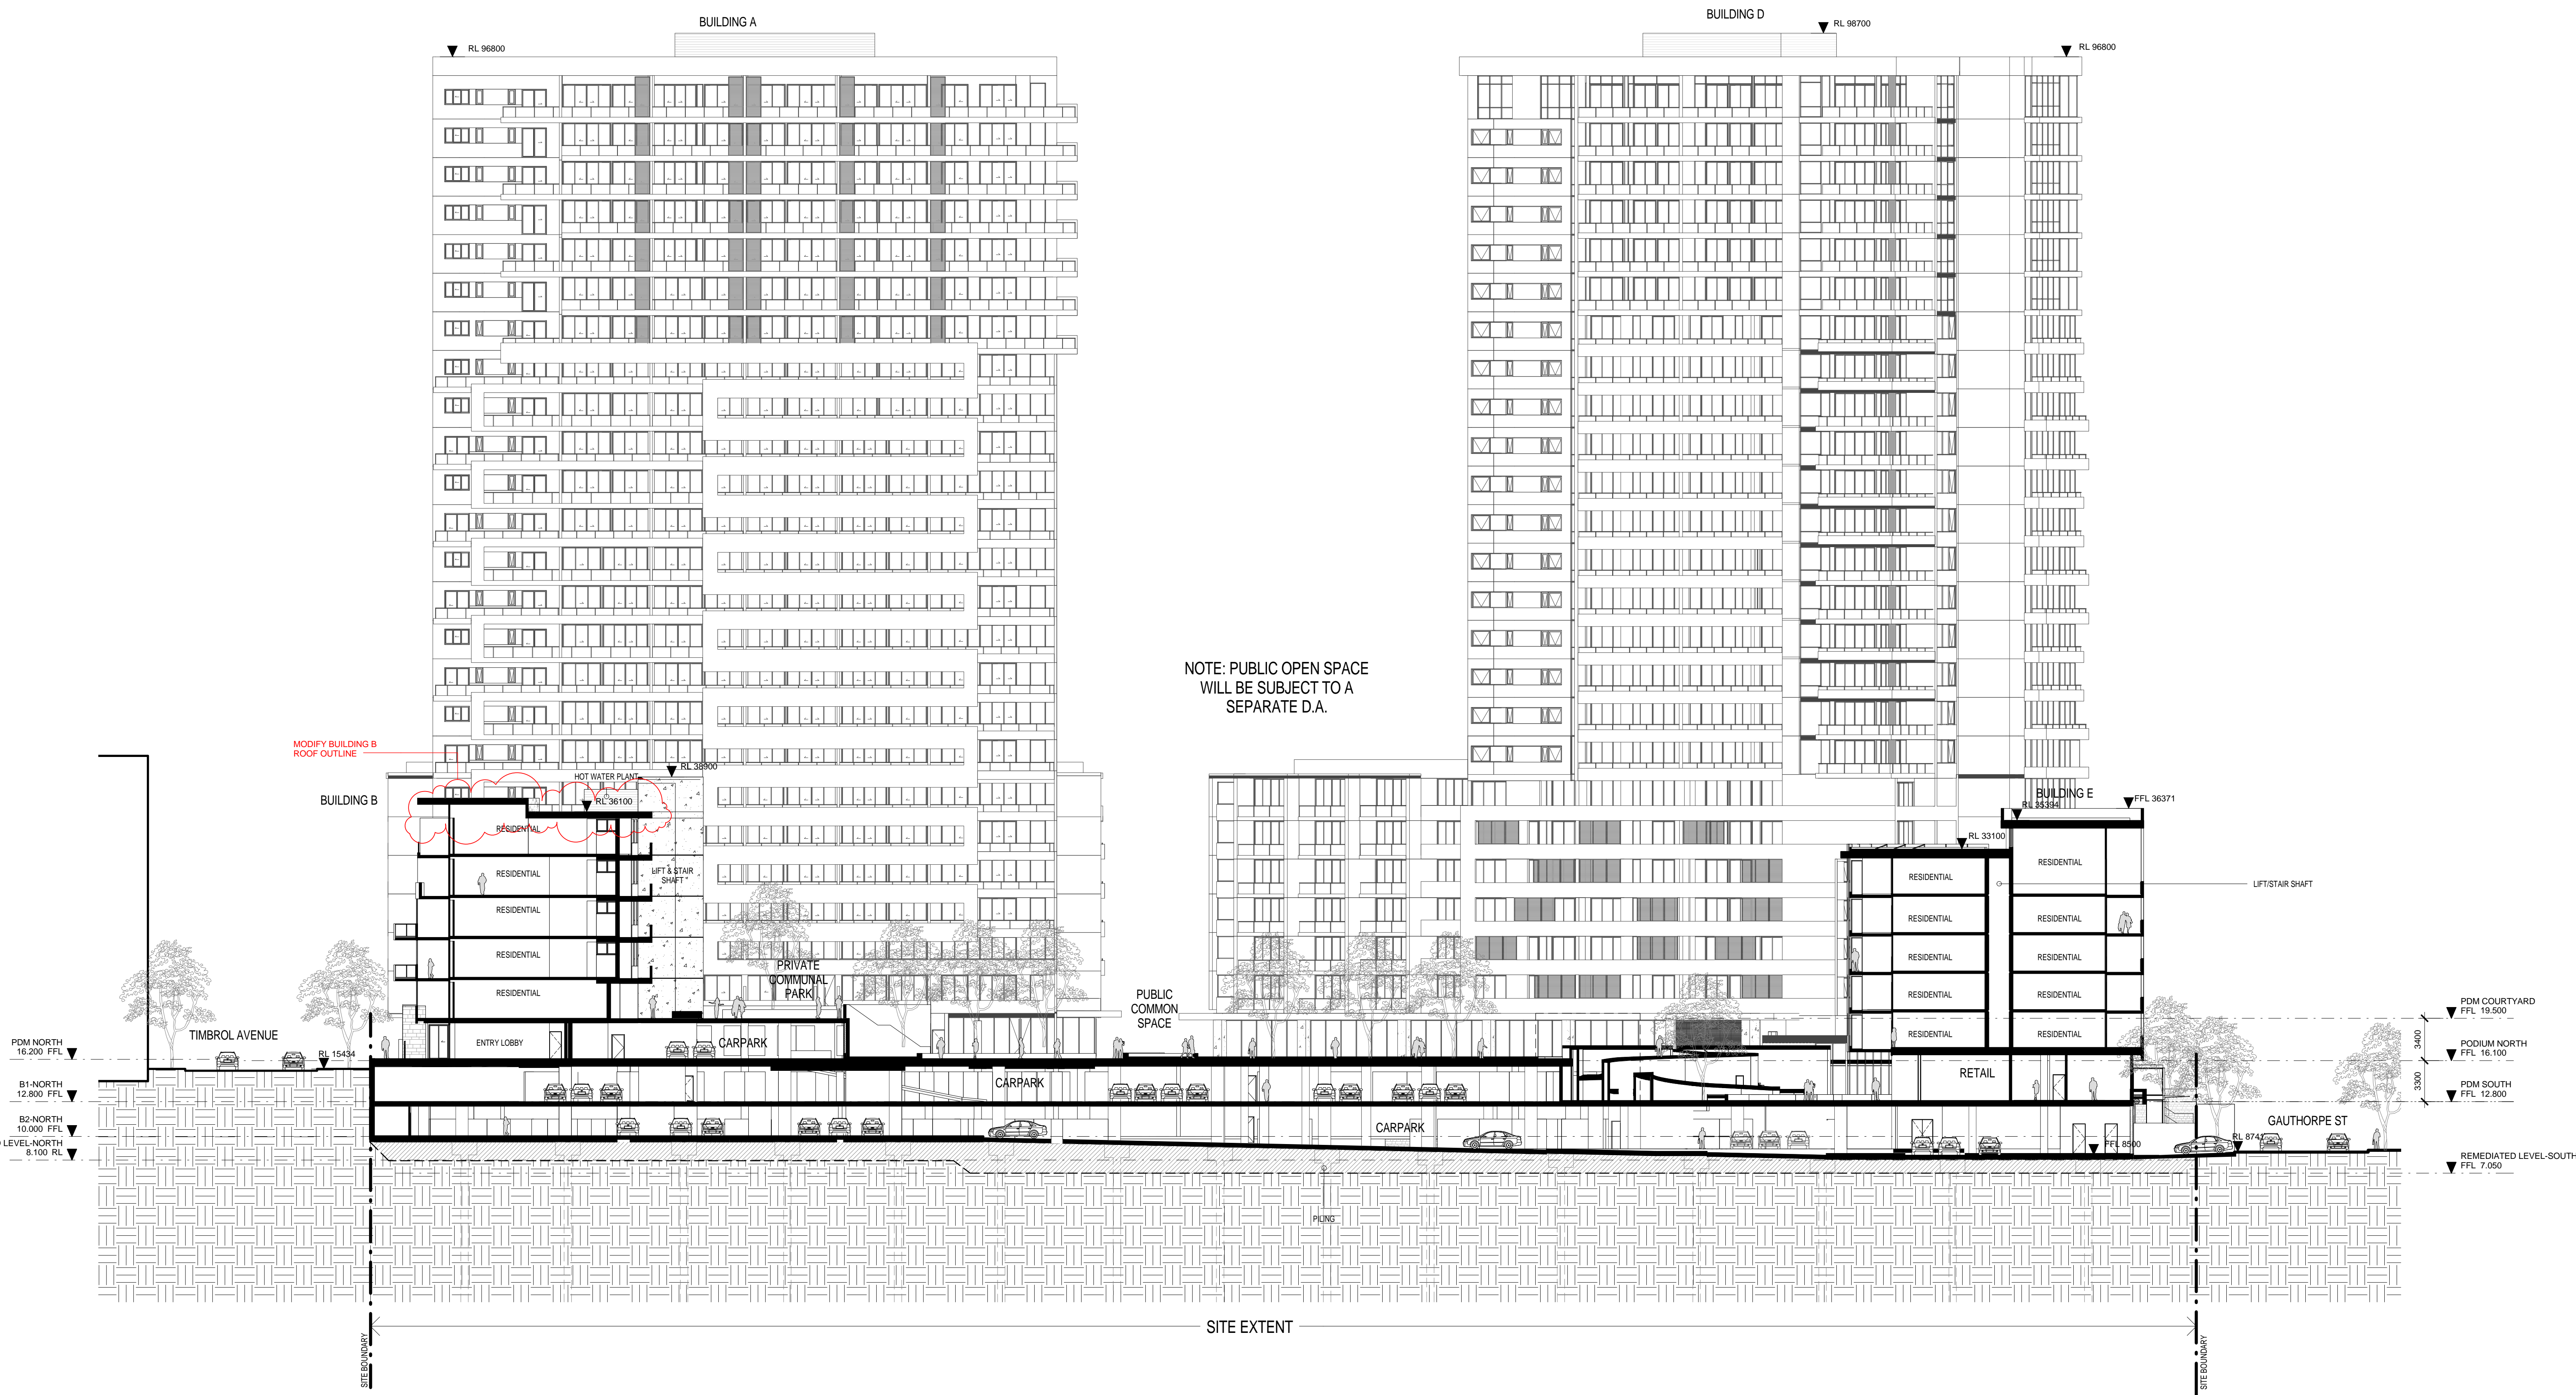 BUILDING A
BUILDING D
RL 98700
RL 96800
RL 96800
NOTE: PUBLIC OPEN SPACE
WILL BE SUBJECT TO A
SEPARATE D.A.
MODIFY BUILDING B
ROOF OUTLINE
HOT WATER PLANT
RL 38900
BUILDING B
RL 36100
BUILDING E
RL 35394
FFL 36371
RL 33100
RESIDENTIAL
RESIDENTIAL
RESIDENTIAL
RESIDENTIAL
RESIDENTIAL
LIFT & STAIR
SHAFT
RESIDENTIAL
RESIDENTIAL
RESIDENTIAL
RESIDENTIAL
RESIDENTIAL
RESIDENTIAL
RESIDENTIAL
RESIDENTIAL
RESIDENTIAL
RESIDENTIAL
LIFT/STAIR SHAFT
PRIVATE
COMMUNAL
PARK
PUBLIC
COMMON
SPACE
TIMBROL AVENUE
RL 15434
ENTRY LOBBY
CARPARK
CARPARK
CARPARK
RETAIL
PDM NORTH
16.200 FFL
B1-NORTH
12.800 FFL
B2-NORTH
10.000 FFL
LEVEL-NORTH
8.100 RL
PDM COURTYARD
FFL 19.500
3400
PODIUM NORTH
FFL 16.100
3300
PDM SOUTH
FFL 12.800
GAUTHORPE ST
RL 8741
FFL 8500
REMEDIATED LEVEL-SOUTH
FFL 7.050
PILING
SITE EXTENT
SITE BOUNDARY
SITE BOUNDARY